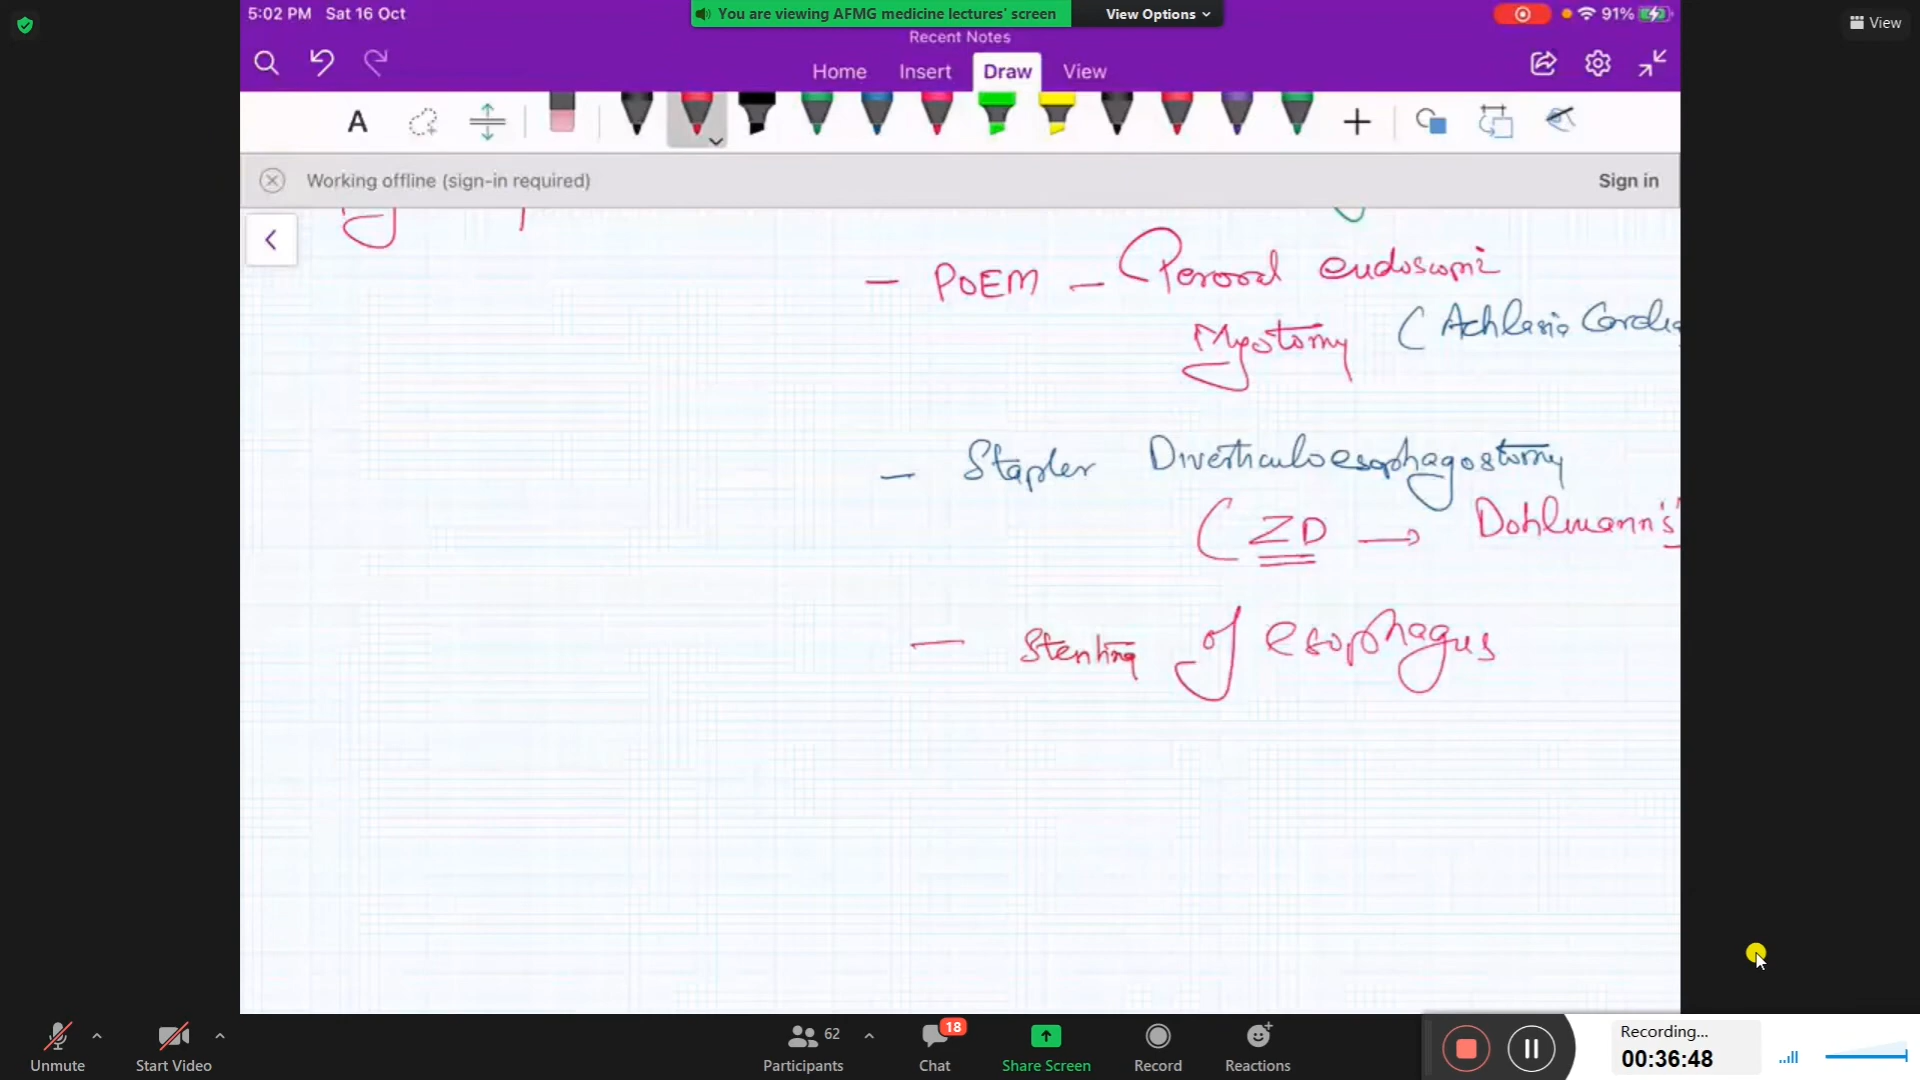 5:02 PM Sat 16 Oct
You are viewing AFMG medicine lectures' screen
View Options
91%
View
Recent Notes
Home Insert Draw View
A
Working offline (sign-in required)
Sign in
- POEM - (Peroral endoscopic
Myotomy (Achlasia Cardia
- Stapler Diverticuloesophagostomy
(ZD → Dohlmann's
- Stenting of esophagus
Unmute
Start Video
62
Participants
18
Chat
Share Screen
Record
Reactions
Recording...
00:36:48